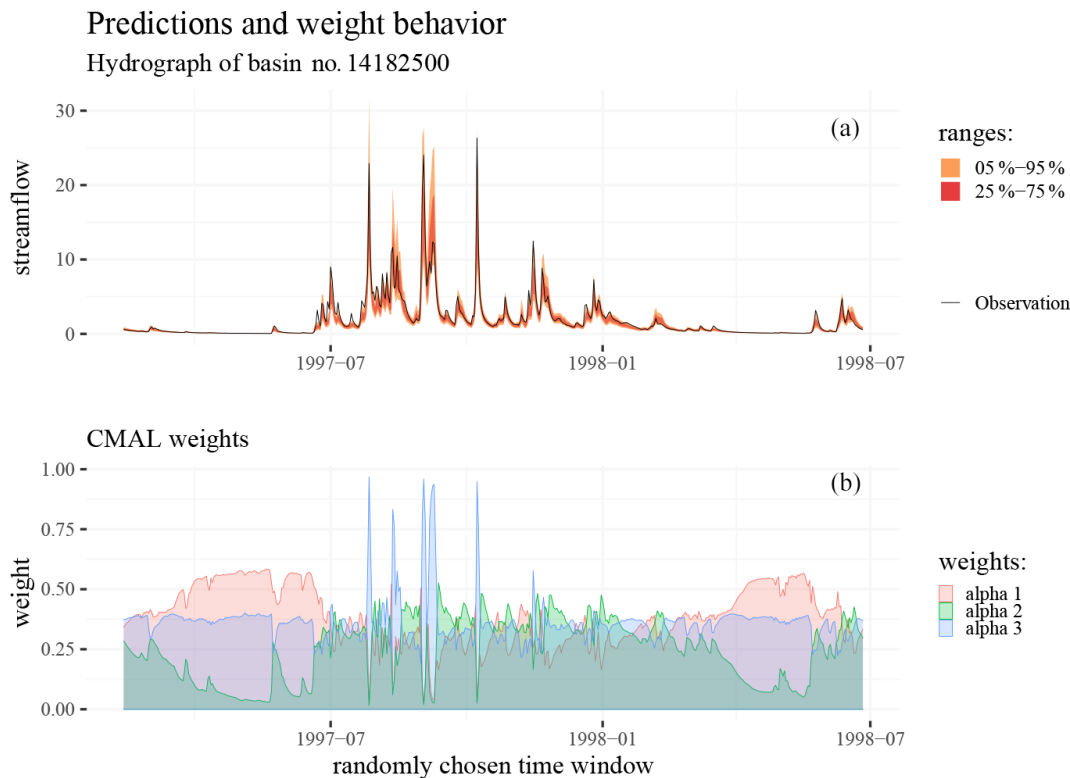 Predictions and weight behavior
Hydrograph of basin no. 14182500
30
20
10
0
streamflow
(a)
1997−07
1998−01
1998−07
ranges:
05 %−95 %
25 %−75 %
Observation
CMAL weights
1.00
0.75
0.50
0.25
0.00
weight
(b)
1997−07
1998−01
1998−07
randomly chosen time window
weights:
alpha 1
alpha 2
alpha 3